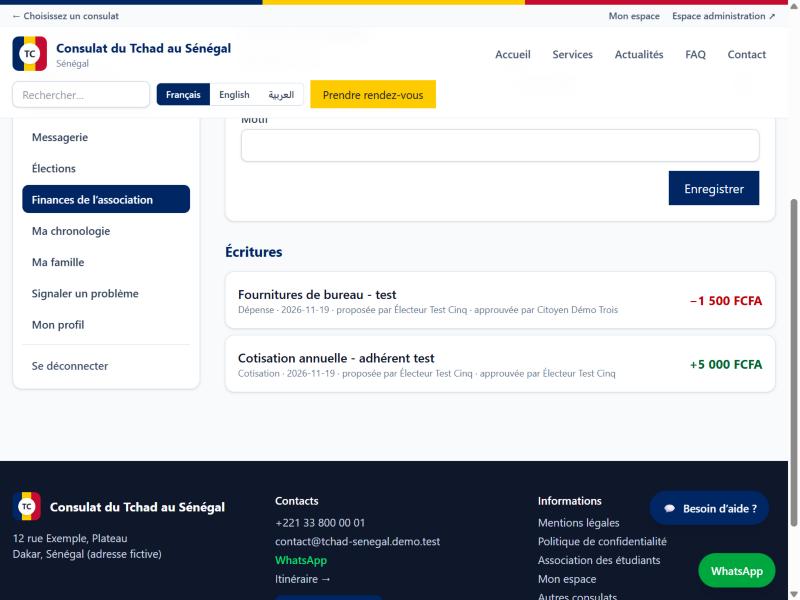 ← Choisissez un consulat
Mon espace
Espace administration ↗
TC
Consulat du Tchad au Sénégal
Sénégal
Accueil
Services
Actualités
FAQ
Contact
Rechercher...
Français
English
العربية
Prendre rendez-vous
Motif
Enregistrer
Messagerie
Élections
Finances de l’association
Ma chronologie
Ma famille
Signaler un problème
Mon profil
Se déconnecter
Écritures
Fournitures de bureau - test
Dépense · 2026-11-19 · proposée par Électeur Test Cinq · approuvée par Citoyen Démo Trois
−1 500 FCFA
Cotisation annuelle - adhérent test
Cotisation · 2026-11-19 · proposée par Électeur Test Cinq · approuvée par Électeur Test Cinq
+5 000 FCFA
TC
Consulat du Tchad au Sénégal
12 rue Exemple, Plateau
Dakar, Sénégal (adresse fictive)
Contacts
+221 33 800 00 01
contact@tchad-senegal.demo.test
WhatsApp
Itinéraire →
Informations
Mentions légales
Politique de confidentialité
Association des étudiants
Mon espace
Autres consulats
Besoin d’aide ?
WhatsApp